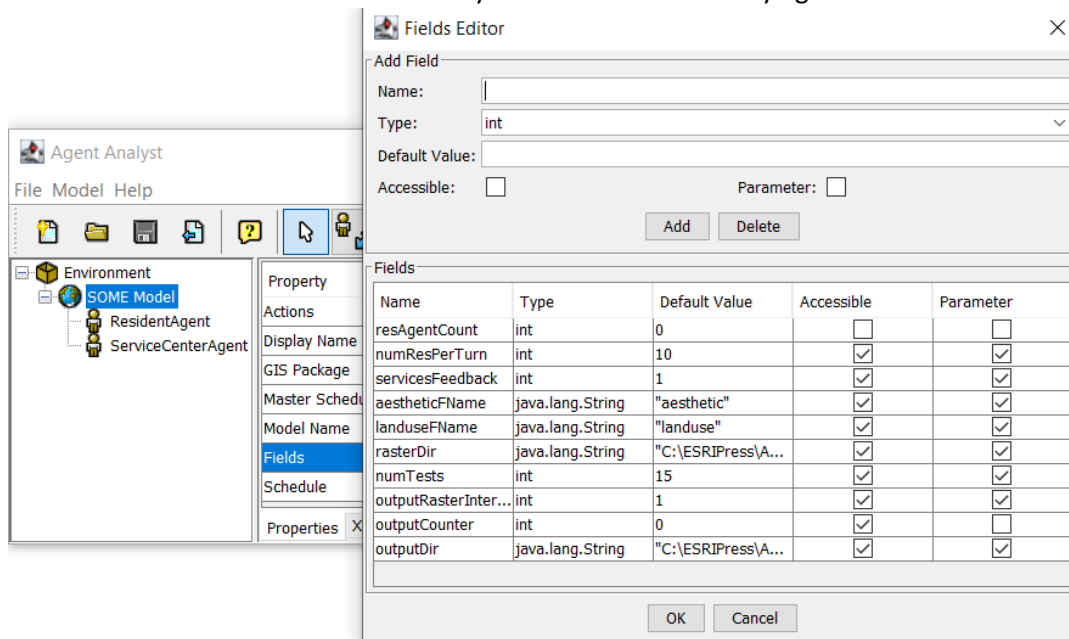 Fields Editor
Add Field
Name:
Type: int
Default Value:
Accessible: Parameter:
Add Delete
Agent Analyst
File Model Help
Environment
SOME Model
ResidentAgent
ServiceCenterAgent
Property
Actions
Display Name
GIS Package
Master Schedu
Model Name
Fields
Schedule
Properties X
Fields
Name Type Default Value Accessible Parameter
resAgentCount int 0
numResPerTurn int 10
servicesFeedback int 1
aestheticFName java.lang.String "aesthetic"
landuseFName java.lang.String "landuse"
rasterDir java.lang.String "C:\ESRIPress\A...
numTests int 15
outputRasterInter... int 1
outputCounter int 0
outputDir java.lang.String "C:\ESRIPress\A...
OK Cancel